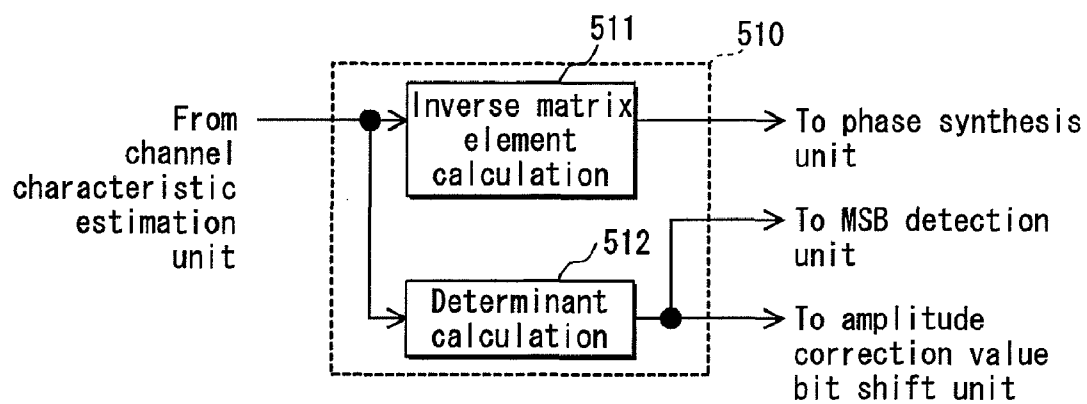 511
510
From
channel
characteristic
estimation
unit
Inverse matrix
element
calculation
To phase synthesis
unit
To MSB detection
unit
512
Determinant
calculation
To amplitude
correction value
bit shift unit